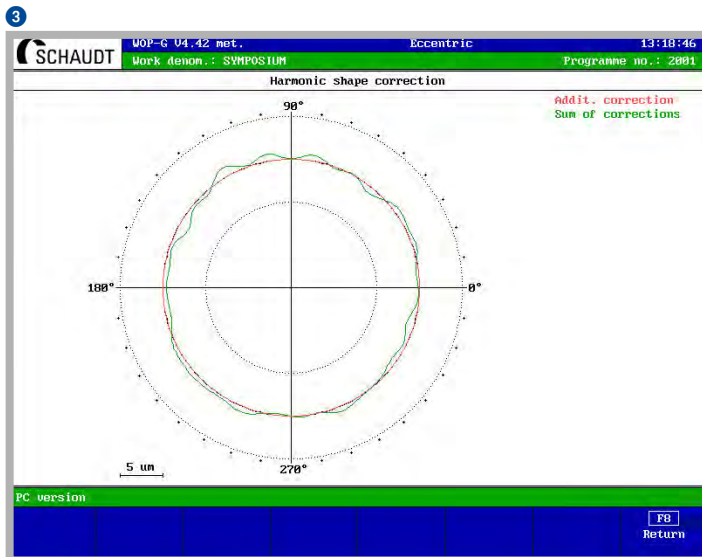 3
SCHAUDT
WOP-G V4.42 met. Eccentric 13:18:46
Work denom.: SYMPOSIUM Programme no.: 2001
Harmonic shape correction
Addit. correction
Sum of corrections
90°
180° 0°
270°
5 um
PC version
F8
Return